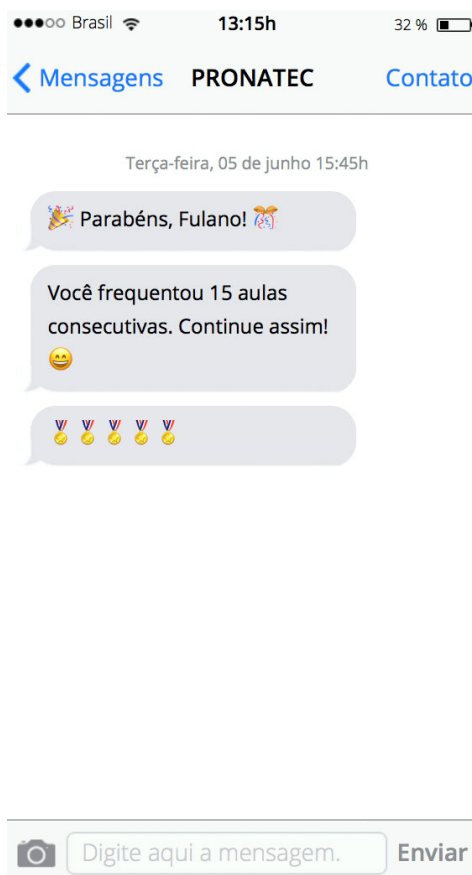 ●●●○○ Brasil 13:15h 32 %
Mensagens PRONATEC Contato
Terça-feira, 05 de junho 15:45h
🎉 Parabéns, Fulano! 🎊
Você frequentou 15 aulas
consecutivas. Continue assim!
😄
🏅🏅🏅🏅🏅
Digite aqui a mensagem. Enviar